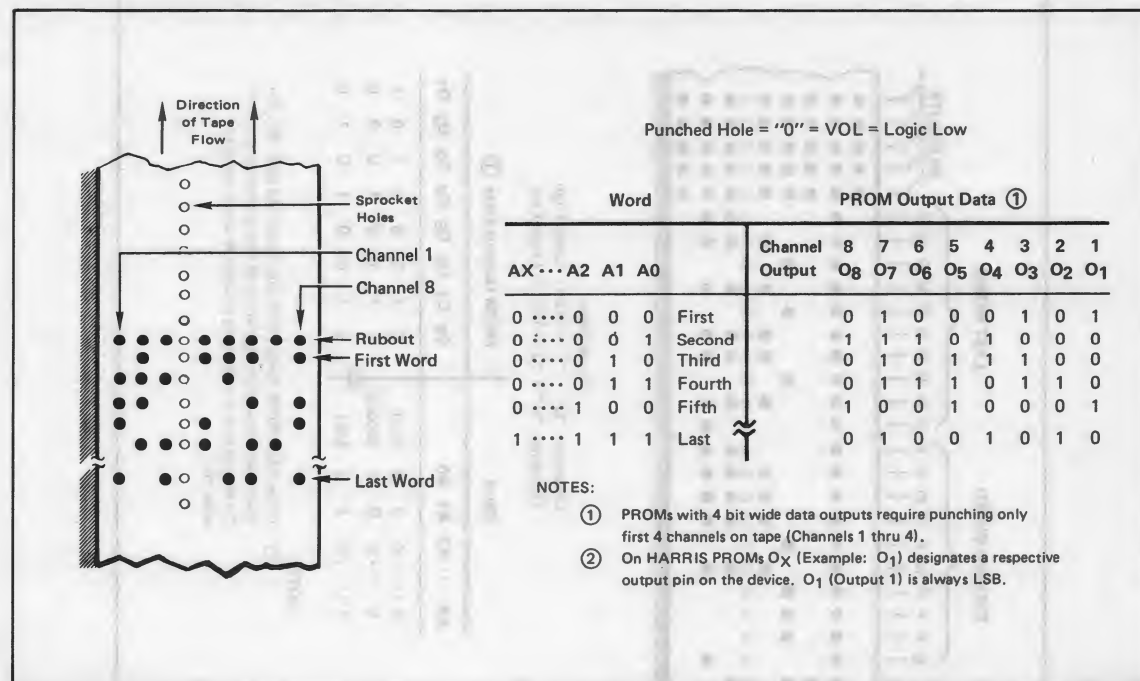 Direction
of Tape
Flow
Sprocket
Holes
Channel 1
Channel 8
Rubout
First Word
Last Word
Punched Hole = "0" = VOL = Logic Low
Word PROM Output Data ①
Channel 8 7 6 5 4 3 2 1
AX ···· A2 A1 A0 Output O8 O7 O6 O5 O4 O3 O2 O1
0 ···· 0 0 0 First 0 1 0 0 0 1 0 1
0 ···· 0 0 1 Second 1 1 1 0 1 0 0 0
0 ···· 0 1 0 Third 0 1 0 1 1 1 0 0
0 ···· 0 1 1 Fourth 0 1 1 1 0 1 1 0
0 ···· 1 0 0 Fifth 1 0 0 1 0 0 0 1
1 ···· 1 1 1 Last 0 1 0 0 1 0 1 0
NOTES:
① PROMs with 4 bit wide data outputs require punching only
first 4 channels on tape (Channels 1 thru 4).
② On HARRIS PROMs OX (Example: O1) designates a respective
output pin on the device. O1 (Output 1) is always LSB.